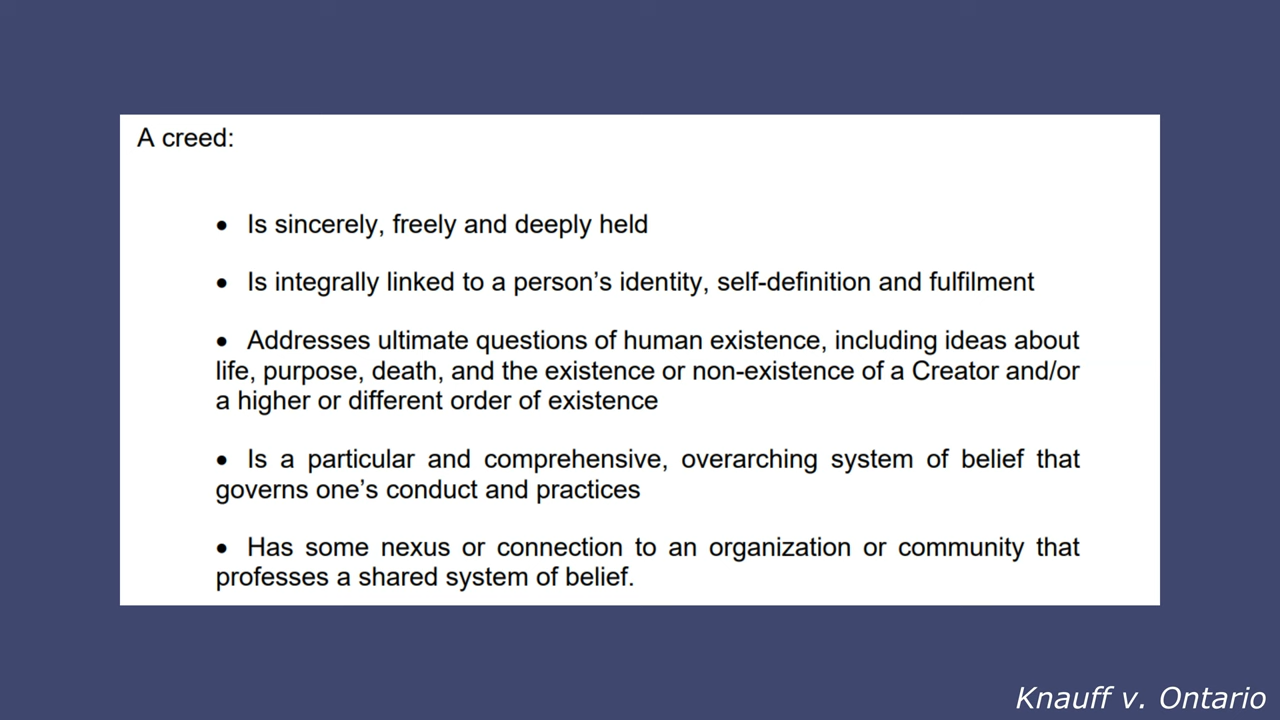 A creed:
• Is sincerely, freely and deeply held
• Is integrally linked to a person’s identity, self-definition and fulfilment
• Addresses ultimate questions of human existence, including ideas about
life, purpose, death, and the existence or non-existence of a Creator and/or
a higher or different order of existence
• Is a particular and comprehensive, overarching system of belief that
governs one’s conduct and practices
• Has some nexus or connection to an organization or community that
professes a shared system of belief.
Knauff v. Ontario